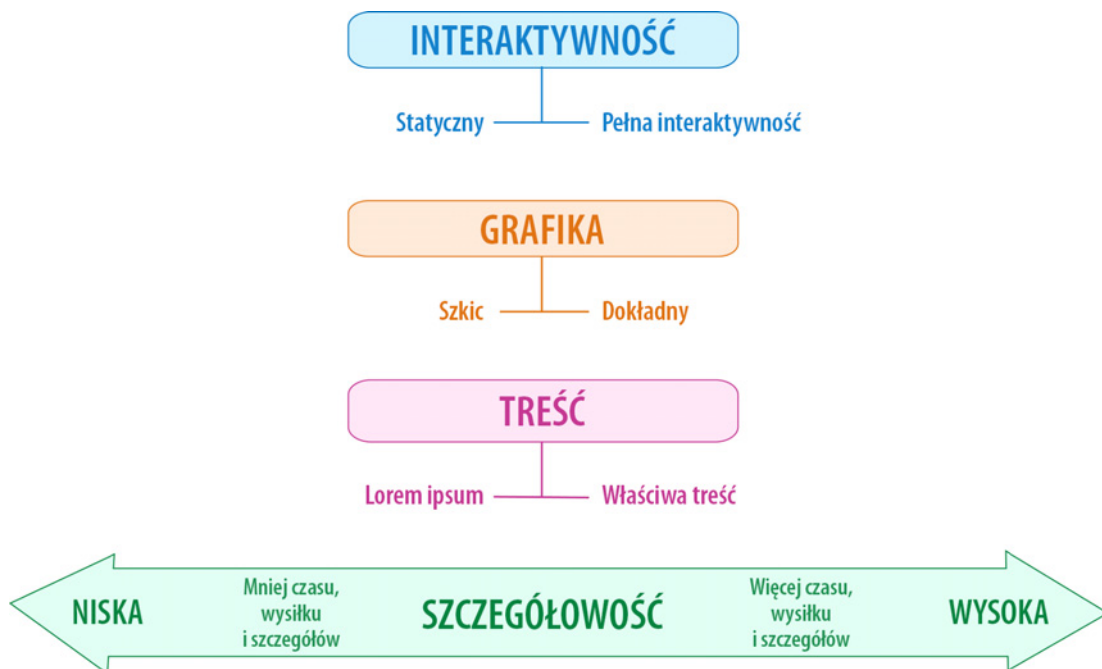 INTERAKTYWNOŚĆ
Statyczny Pełna interaktywność
GRAFIKA
Szkic Dokładny
TREŚĆ
Lorem ipsum Właściwa treść
NISKA
Mniej czasu,
wysiłku
i szczegółów
SZCZEGÓŁOWOŚĆ
Więcej czasu,
wysiłku
i szczegółów
WYSOKA